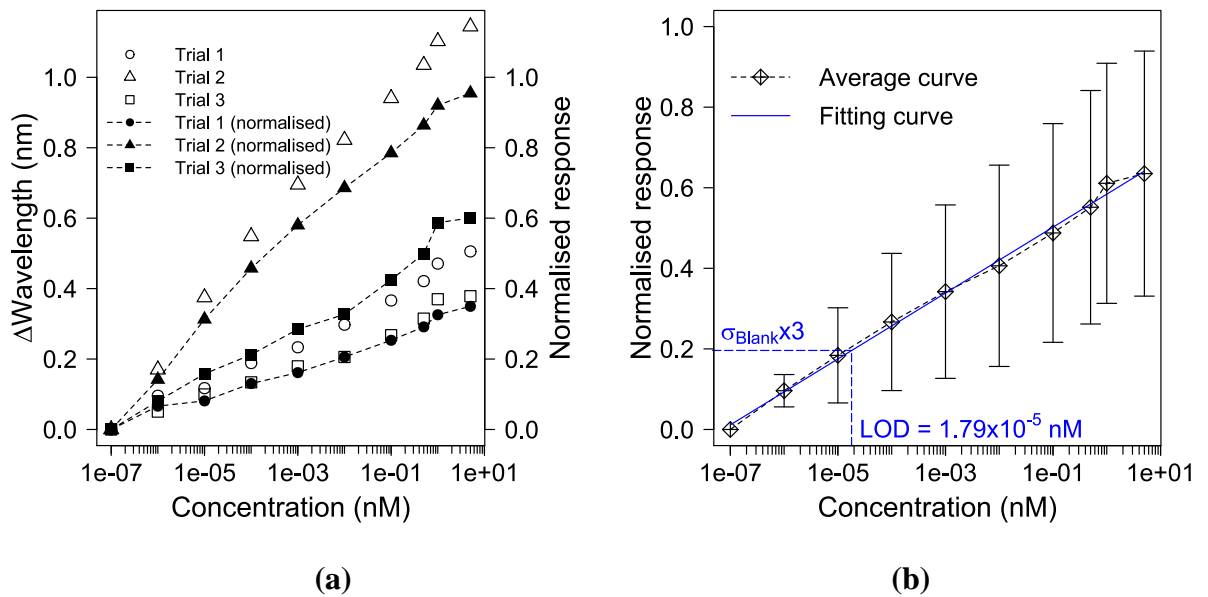 Trial 1
Trial 2
Trial 3
Trial 1 (normalised)
Trial 2 (normalised)
Trial 3 (normalised)
ΔWavelength (nm)
0.0
0.2
0.4
0.6
0.8
1.0
Normalised response
0.0
0.2
0.4
0.6
0.8
1.0
1e-07
1e-05
1e-03
1e-01
1e+01
Concentration (nM)
(a)
Average curve
Fitting curve
Normalised response
0.0
0.2
0.4
0.6
0.8
1.0
σBlankx3
LOD = 1.79x10-5 nM
1e-07
1e-05
1e-03
1e-01
1e+01
Concentration (nM)
(b)